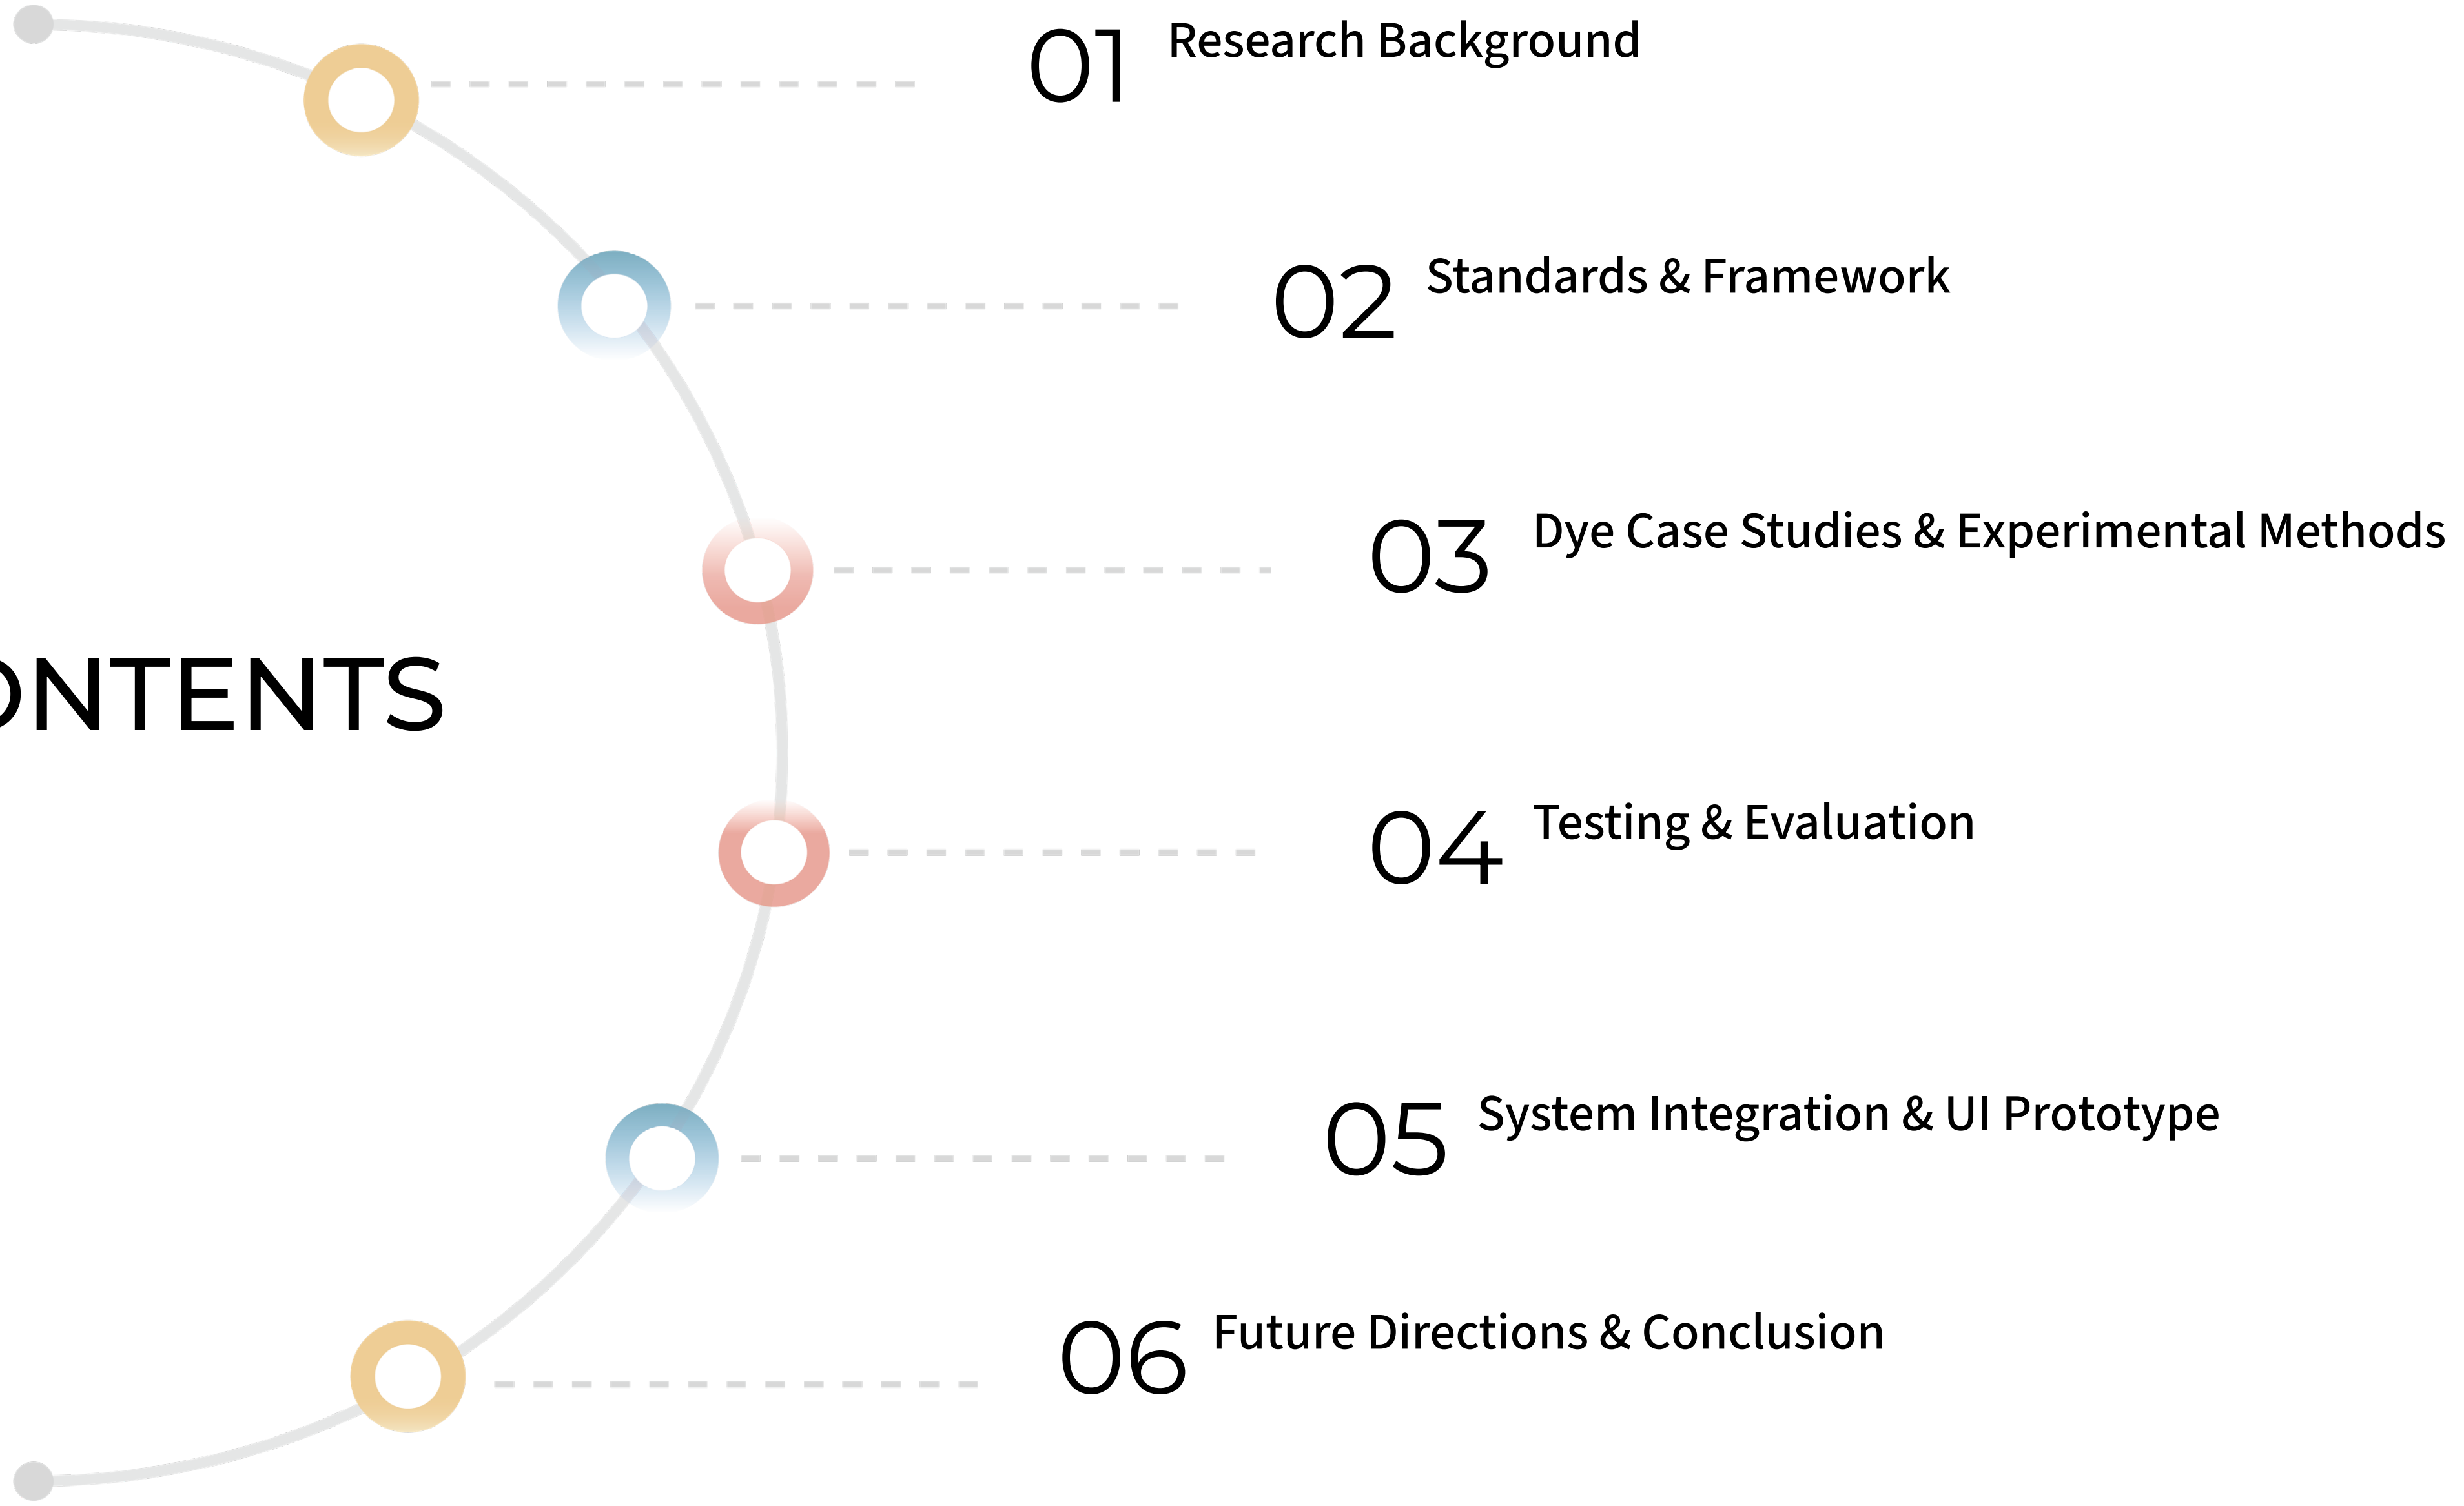 01 Research Background
02 Standards & Framework
03 Dye Case Studies & Experimental Methods
ONTENTS
04 Testing & Evaluation
05 System Integration & UI Prototype
06 Future Directions & Conclusion